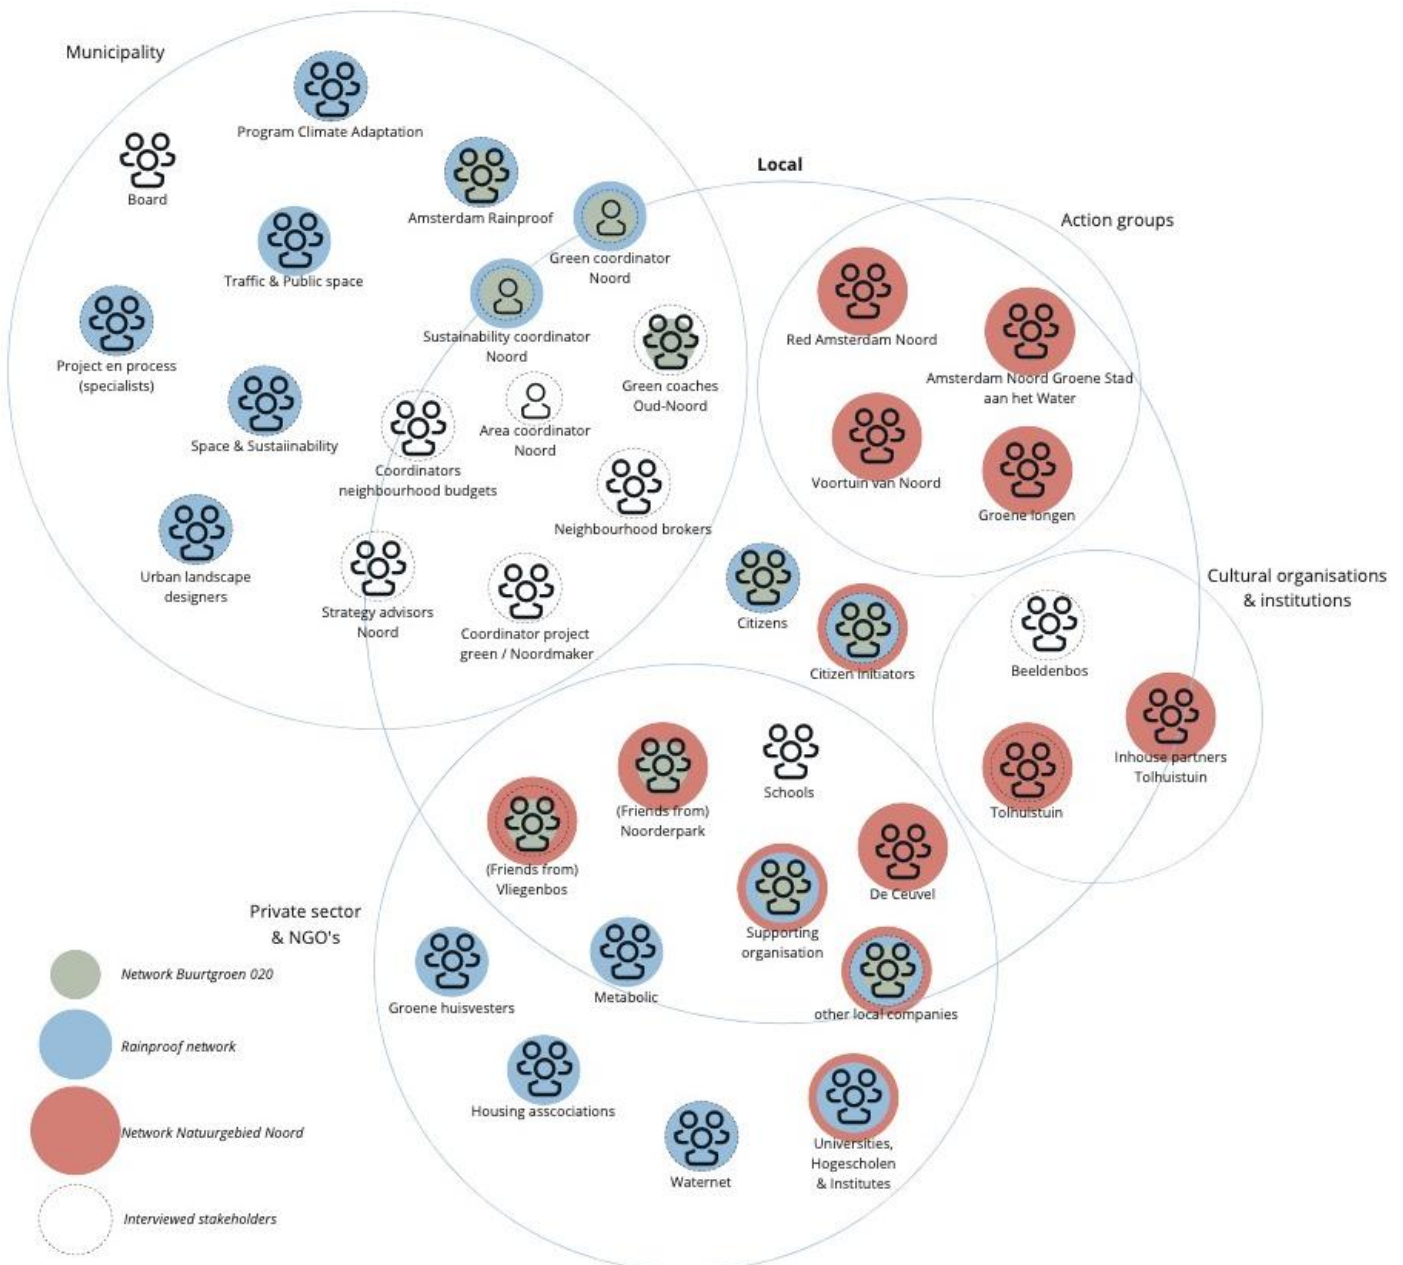 Municipality
Program Climate Adaptation
Board
Amsterdam Rainproof
Local
Action groups
Green coordinator
Noord
Traffic & Public space
Sustainability coordinator
Noord
Red Amsterdam Noord
Amsterdam Noord Groene Stad
aan het Water
Project en process
(specialists)
Green coaches
Oud-Noord
Area coordinator
Noord
Space & Sustaiinability
Coordinators
neighbourhood budgets
Voortuin van Noord
Groene longen
Neighbourhood brokers
Urban landscape
designers
Strategy advisors
Noord
Coordinator project
green / Noordmaker
Citizens
Citizen initiators
Cultural organisations
& institutions
Beeldenbos
Inhouse partners
Tolhuistuin
Tolhuistuin
Schools
(Friends from)
Noorderpark
(Friends from)
Vliegenbos
De Ceuvel
Supporting
organisation
Private sector
& NGO's
Metabolic
Groene huisvesters
other local companies
Housing asscociations
Waternet
Universities,
Hogescholen
& Institutes
Network Buurtgroen 020
Rainproof network
Network Natuurgebied Noord
Interviewed stakeholders